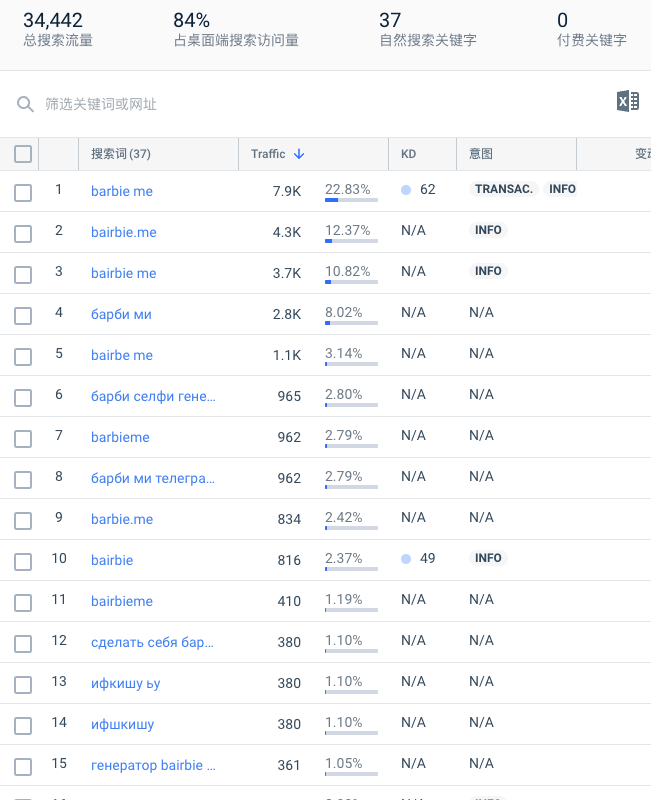 34,442 84% 37 0
总搜索流量 占桌面端搜索访问量 自然搜索关键字 付费关键字
筛选关键词或网址
搜索词 (37) Traffic KD 意图 变动
1 barbie me 7.9K 22.83% 62 TRANSAC. INFO
2 bairbie.me 4.3K 12.37% N/A INFO
3 bairbie me 3.7K 10.82% N/A INFO
4 барби ми 2.8K 8.02% N/A N/A
5 bairbe me 1.1K 3.14% N/A N/A
6 барби селфи гене... 965 2.80% N/A N/A
7 barbieme 962 2.79% N/A N/A
8 барби ми телегра... 962 2.79% N/A N/A
9 barbie.me 834 2.42% N/A N/A
10 bairbie 816 2.37% 49 INFO
11 bairbieme 410 1.19% N/A N/A
12 сделать себя бар... 380 1.10% N/A N/A
13 ифкишу ьу 380 1.10% N/A N/A
14 ифшкишу 380 1.10% N/A N/A
15 генератор bairbie ... 361 1.05% N/A N/A